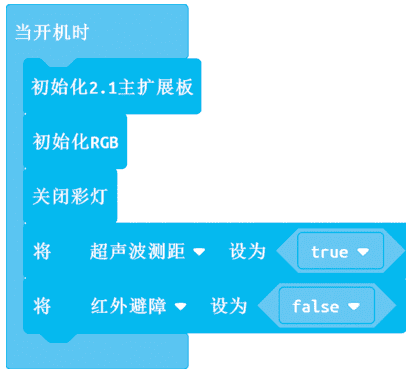 当开机时
初始化2.1主扩展板
初始化RGB
关闭彩灯
将 超声波测距 设为 true
将 红外避障 设为 false